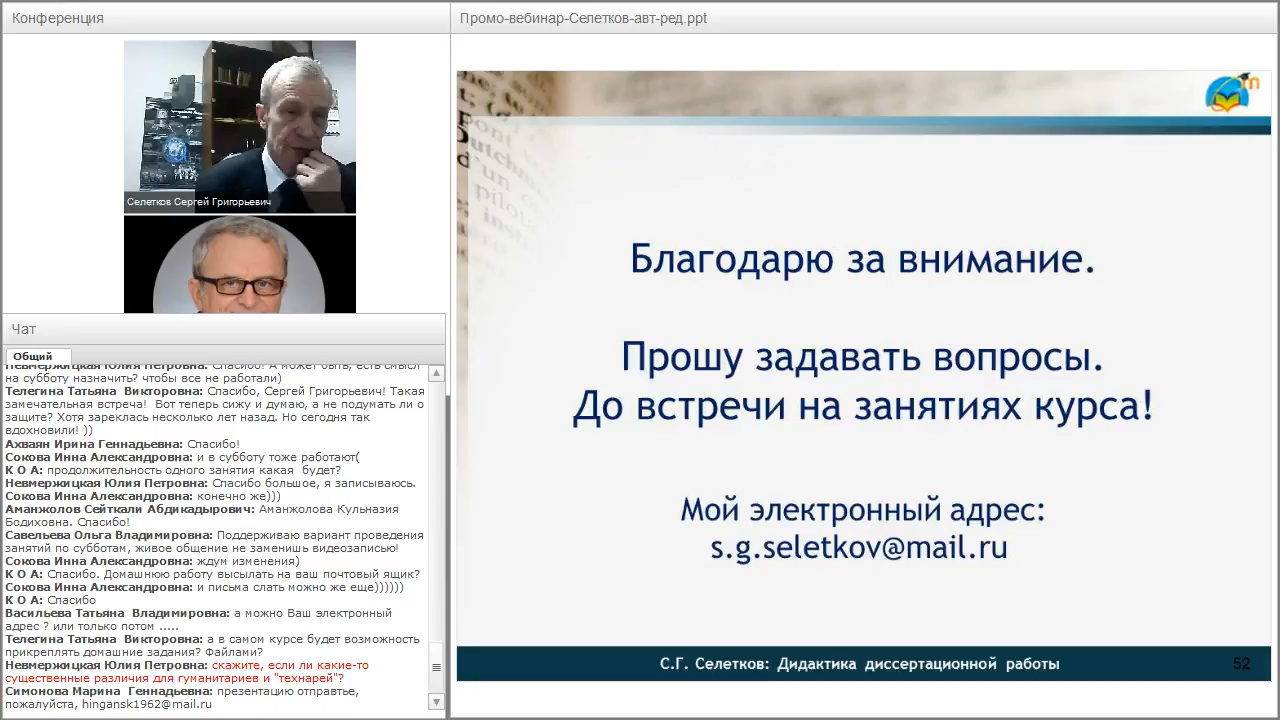 Конференция
Промо-вебинар-Селетков-авт-ред.ppt
Селетков Сергей Григорьевич
Чат
Общий
Невмержицкая Юлия Петровна: Спасибо! А может быть, есть смысл
на субботу назначить? чтобы все не работали)
Телегина Татьяна Викторовна: Спасибо, Сергей Григорьевич! Такая
замечательная встреча! Вот теперь сижу и думаю, а не подумать ли о
защите? Хотя зареклась несколько лет назад. Но сегодня так
вдохновили! ))
Ахваян Ирина Геннадьевна: Спасибо!
Сокова Инна Александровна: и в субботу тоже работают(
К О А: продолжительность одного занятия какая будет?
Невмержицкая Юлия Петровна: Спасибо большое, я записываюсь.
Сокова Инна Александровна: конечно же)))
Аманжолов Сейткали Абдикадырович: Аманжолова Кульназия
Бодиховна. Спасибо!
Савельева Ольга Владимировна: Поддерживаю вариант проведения
занятий по субботам, живое общение не заменишь видеозаписью!
Сокова Инна Александровна: ждум изменения)
К О А: Спасибо. Домашнюю работу высылать на ваш почтовый ящик?
Сокова Инна Александровна: и письма слать можно же еще))))))
К О А: Спасибо
Васильева Татьяна Владимировна: а можно Ваш электронный
адрес ? или только потом .....
Телегина Татьяна Викторовна: а в самом курсе будет возможность
прикреплять домашние задания? Файлами?
Невмержицкая Юлия Петровна: скажите, если ли какие-то
существенные различия для гуманитариев и "технарей"?
Симонова Марина Геннадьевна: презентацию отправтье,
пожалуйста, hingansk1962@mail.ru
Благодарю за внимание.
Прошу задавать вопросы.
До встречи на занятиях курса!
Мой электронный адрес:
s.g.seletkov@mail.ru
С.Г. Селетков: Дидактика диссертационной работы
52